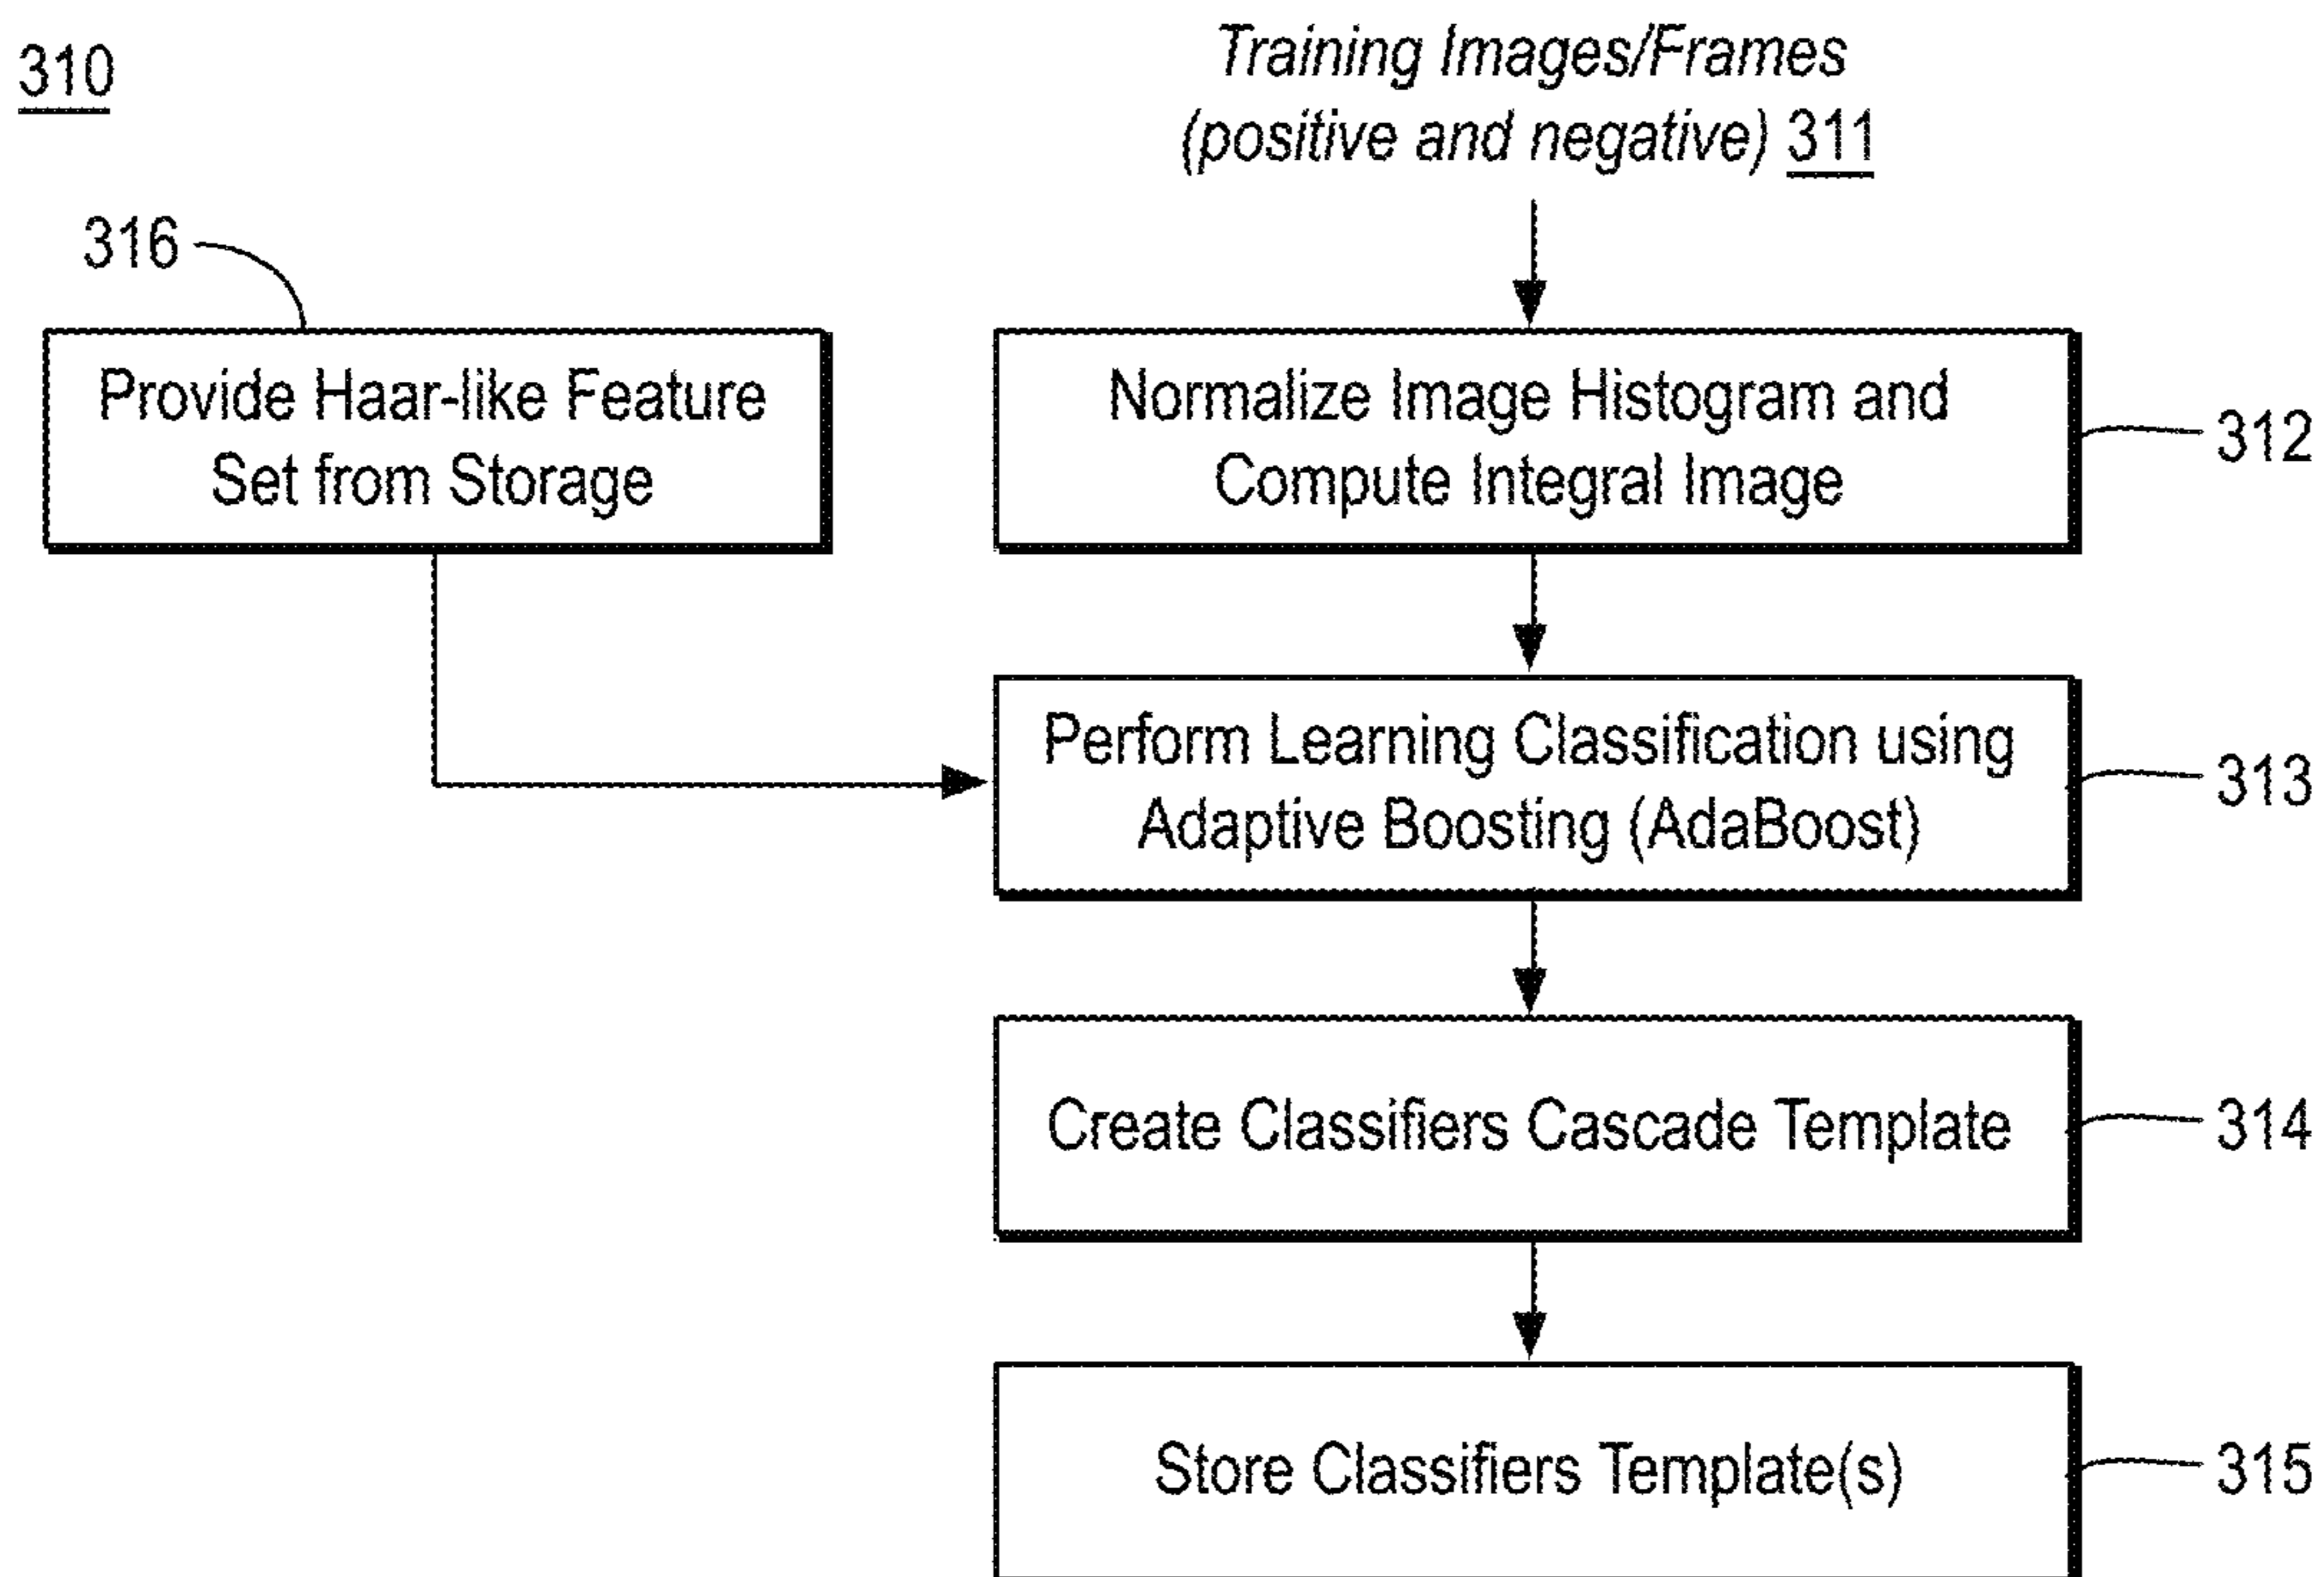 310
Training Images/Frames
(positive and negative) 311
316
Provide Haar-like Feature
Set from Storage
Normalize Image Histogram and
Compute Integral Image
312
Perform Learning Classification using
Adaptive Boosting (AdaBoost)
313
Create Classifiers Cascade Template
314
Store Classifiers Template(s)
315